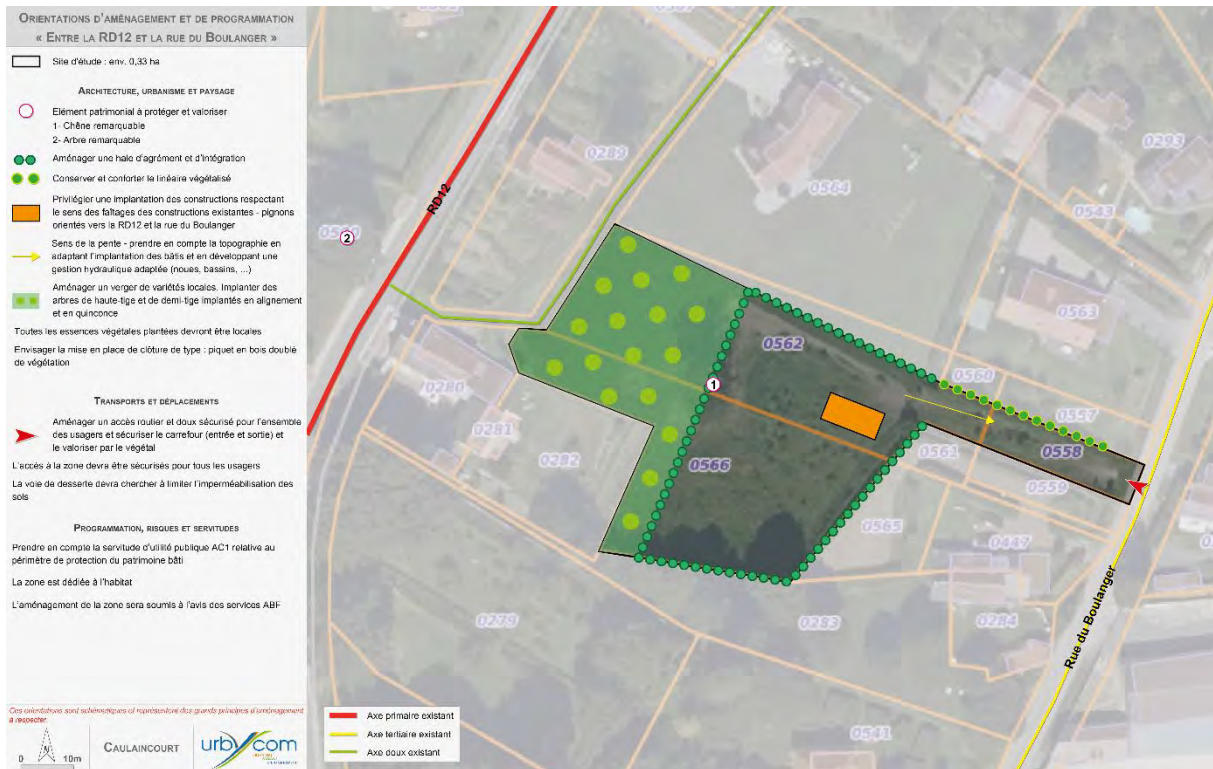 ORIENTATIONS D'AMÉNAGEMENT ET DE PROGRAMMATION
« ENTRE LA RD12 ET LA RUE DU BOULANGER »
Site d'étude : env. 0,33 ha
ARCHITECTURE, URBANISME ET PAYSAGE
Elément patrimonial à protéger et valoriser
1- Chêne remarquable
2- Arbre remarquable
Aménager une haie d'agrément et d'intégration
Conserver et conforter le linéaire végétalisé
Privilégier une implantation des constructions respectant
le sens des faîtages des constructions existantes - pignons
orientés vers la RD12 et la rue du Boulanger
Sens de la pente - prendre en compte la topographie en
adaptant l'implantation des bâtis et en développant une
gestion hydraulique adaptée (noues, bassins, ...)
Aménager un verger de variétés locales. Implanter des
arbres de haute-tige et de demi-tige implantés en alignement
et en quinconce
Toutes les essences végétales plantées devront être locales
Envisager la mise en place de clôture de type : piquet en bois doublé
de végétation
TRANSPORTS ET DÉPLACEMENTS
Aménager un accès routier et doux sécurisé pour l'ensemble
des usagers et sécuriser le carrefour (entrée et sortie) et
le valoriser par le végétal
L'accès à la zone devra être sécurisés pour tous les usagers
La voie de desserte devra chercher à limiter l'imperméabilisation des
sols
PROGRAMMATION, RISQUES ET SERVITUDES
Prendre en compte la servitude d'utilité publique AC1 relative au
périmètre de protection du patrimoine bâti
La zone est dédiée à l'habitat
L'aménagement de la zone sera soumis à l'avis des services ABF
Ces orientations sont schématiques et représentent des grands principes d'aménagement
à respecter.
0 10m
CAULAINCOURT
urbycom
RD12
2
0289
0564
0293
0543
0563
0562
0560
0557
1
0280
0281
0282
0566
0561
0558
0559
0565
0447
0279
0283
0284
0541
Rue du Boulanger
Axe primaire existant
Axe tertiaire existant
Axe doux existant